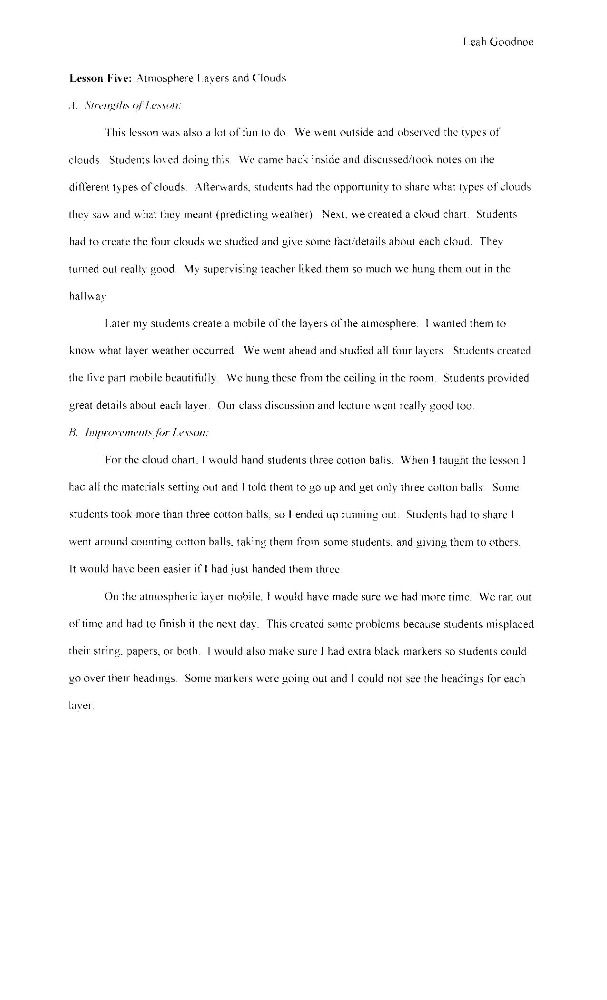 Leah Goodnoe
Lesson Five: Atmosphere Layers and Clouds
A. Strengths of Lesson:
This lesson was also a lot of fun to do. We went outside and observed the types of
clouds. Students loved doing this. We came back inside and discussed/took notes on the
different types of clouds. Afterwards, students had the opportunity to share what types of clouds
they saw and what they meant (predicting weather). Next, we created a cloud chart. Students
had to create the four clouds we studied and give some fact/details about each cloud. They
turned out really good. My supervising teacher liked them so much we hung them out in the
hallway
Later my students create a mobile of the layers of the atmosphere. I wanted them to
know what layer weather occurred. We went ahead and studied all four layers. Students created
the five part mobile beautifully. We hung these from the ceiling in the room. Students provided
great details about each layer. Our class discussion and lecture went really good too.
B. Improvements for Lesson:
For the cloud chart, I would hand students three cotton balls. When I taught the lesson I
had all the materials setting out and I told them to go up and get only three cotton balls. Some
students took more than three cotton balls, so I ended up running out. Students had to share I
went around counting cotton balls, taking them from some students, and giving them to others.
It would have been easier if I had just handed them three.
On the atmospheric layer mobile, I would have made sure we had more time. We ran out
of time and had to finish it the next day. This created some problems because students misplaced
their string, papers, or both. I would also make sure I had extra black markers so students could
go over their headings. Some markers were going out and I could not see the headings for each
layer.